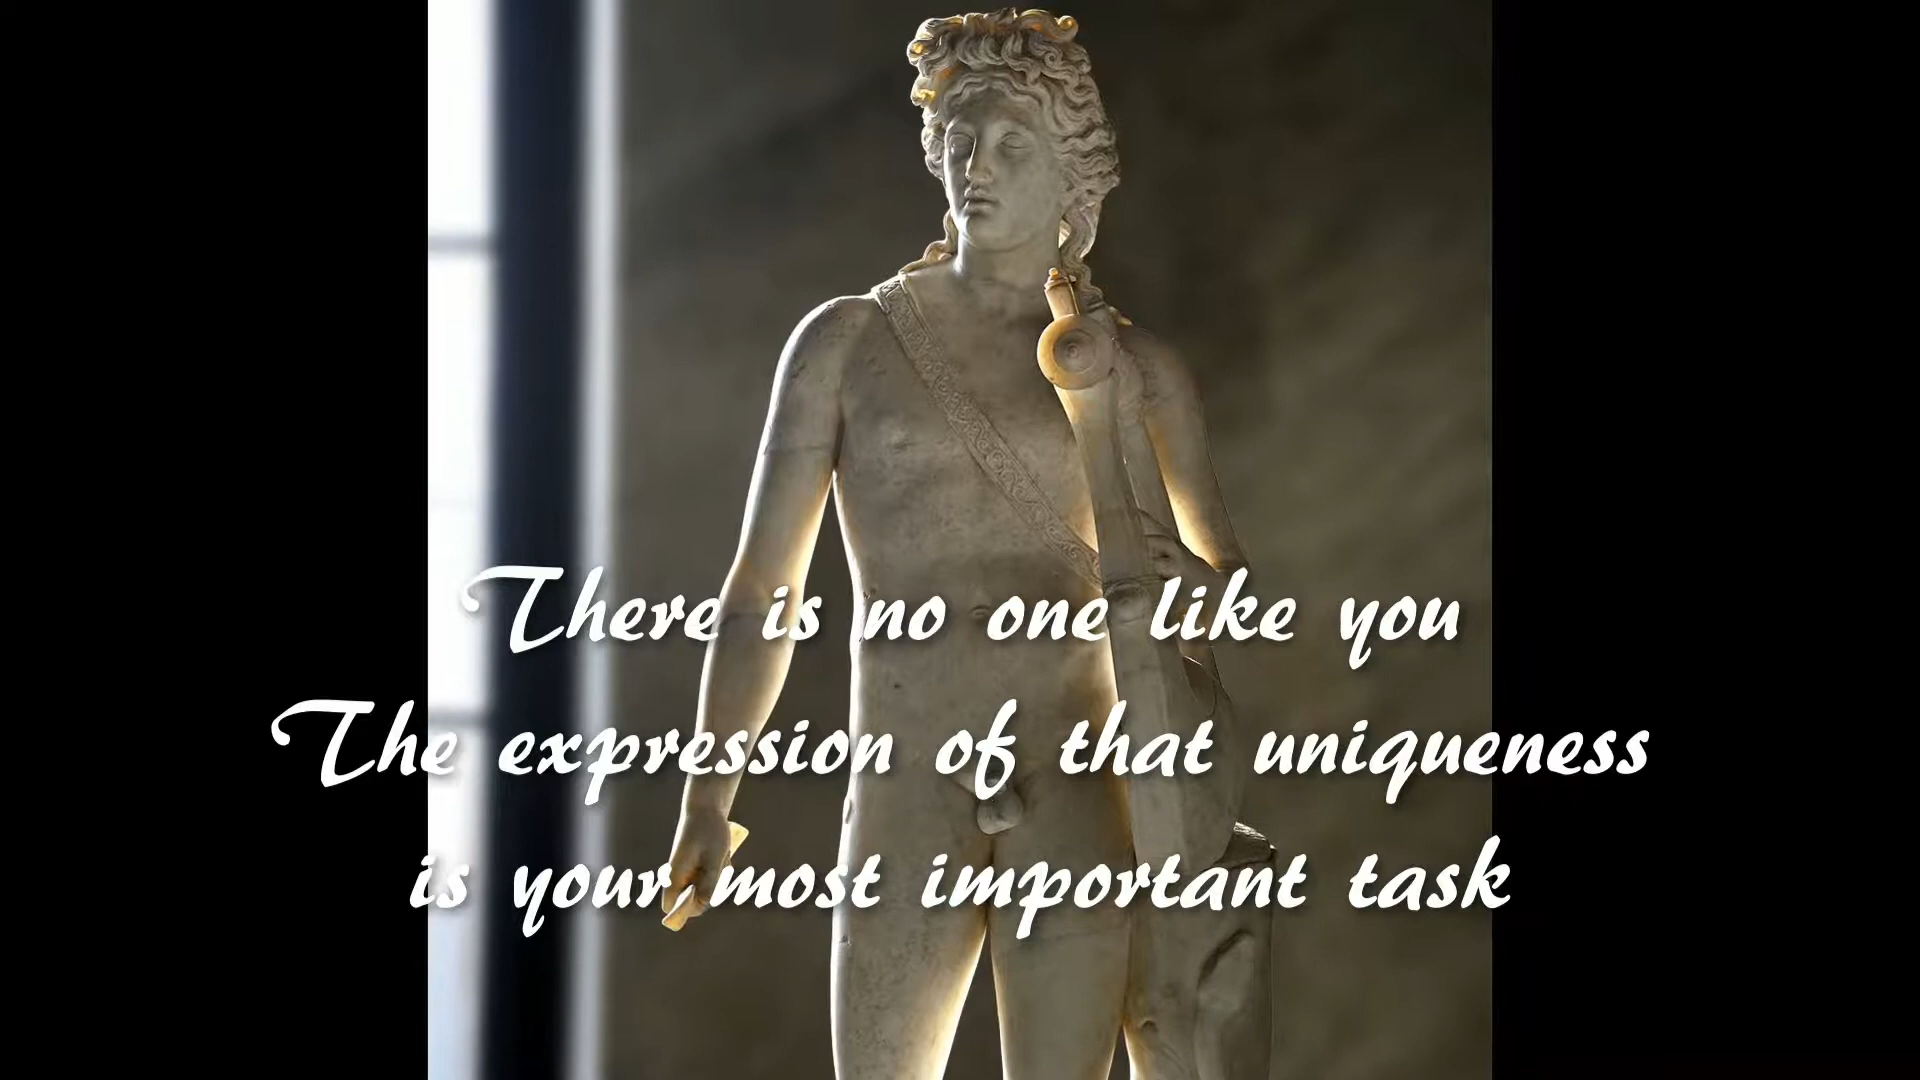 There is no one like you
The expression of that uniqueness
is your most important task